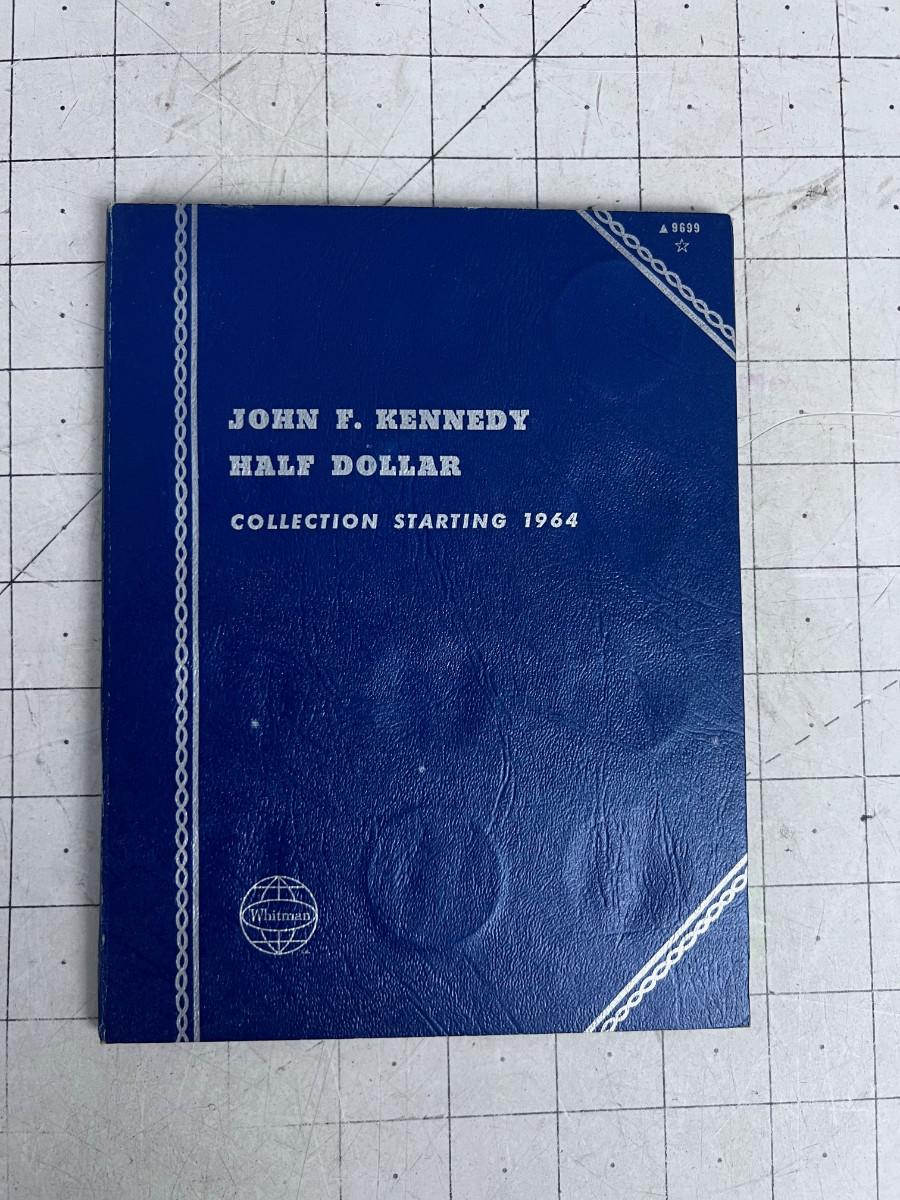 ▲9699
☆
JOHN F. KENNEDY
HALF DOLLAR
COLLECTION STARTING 1964
Whitman